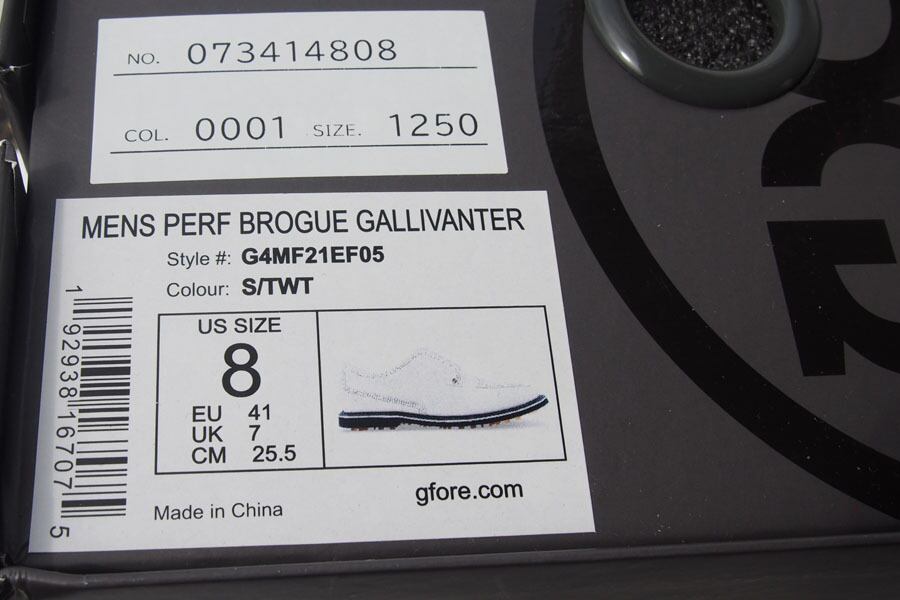 NO. 073414808
COL. 0001 SIZE. 1250
MENS PERF BROGUE GALLIVANTER
Style #: G4MF21EF05
Colour: S/TWT
US SIZE
8
EU 41
UK 7
CM 25.5
Made in China
gfore.com
1 92938 16707 5